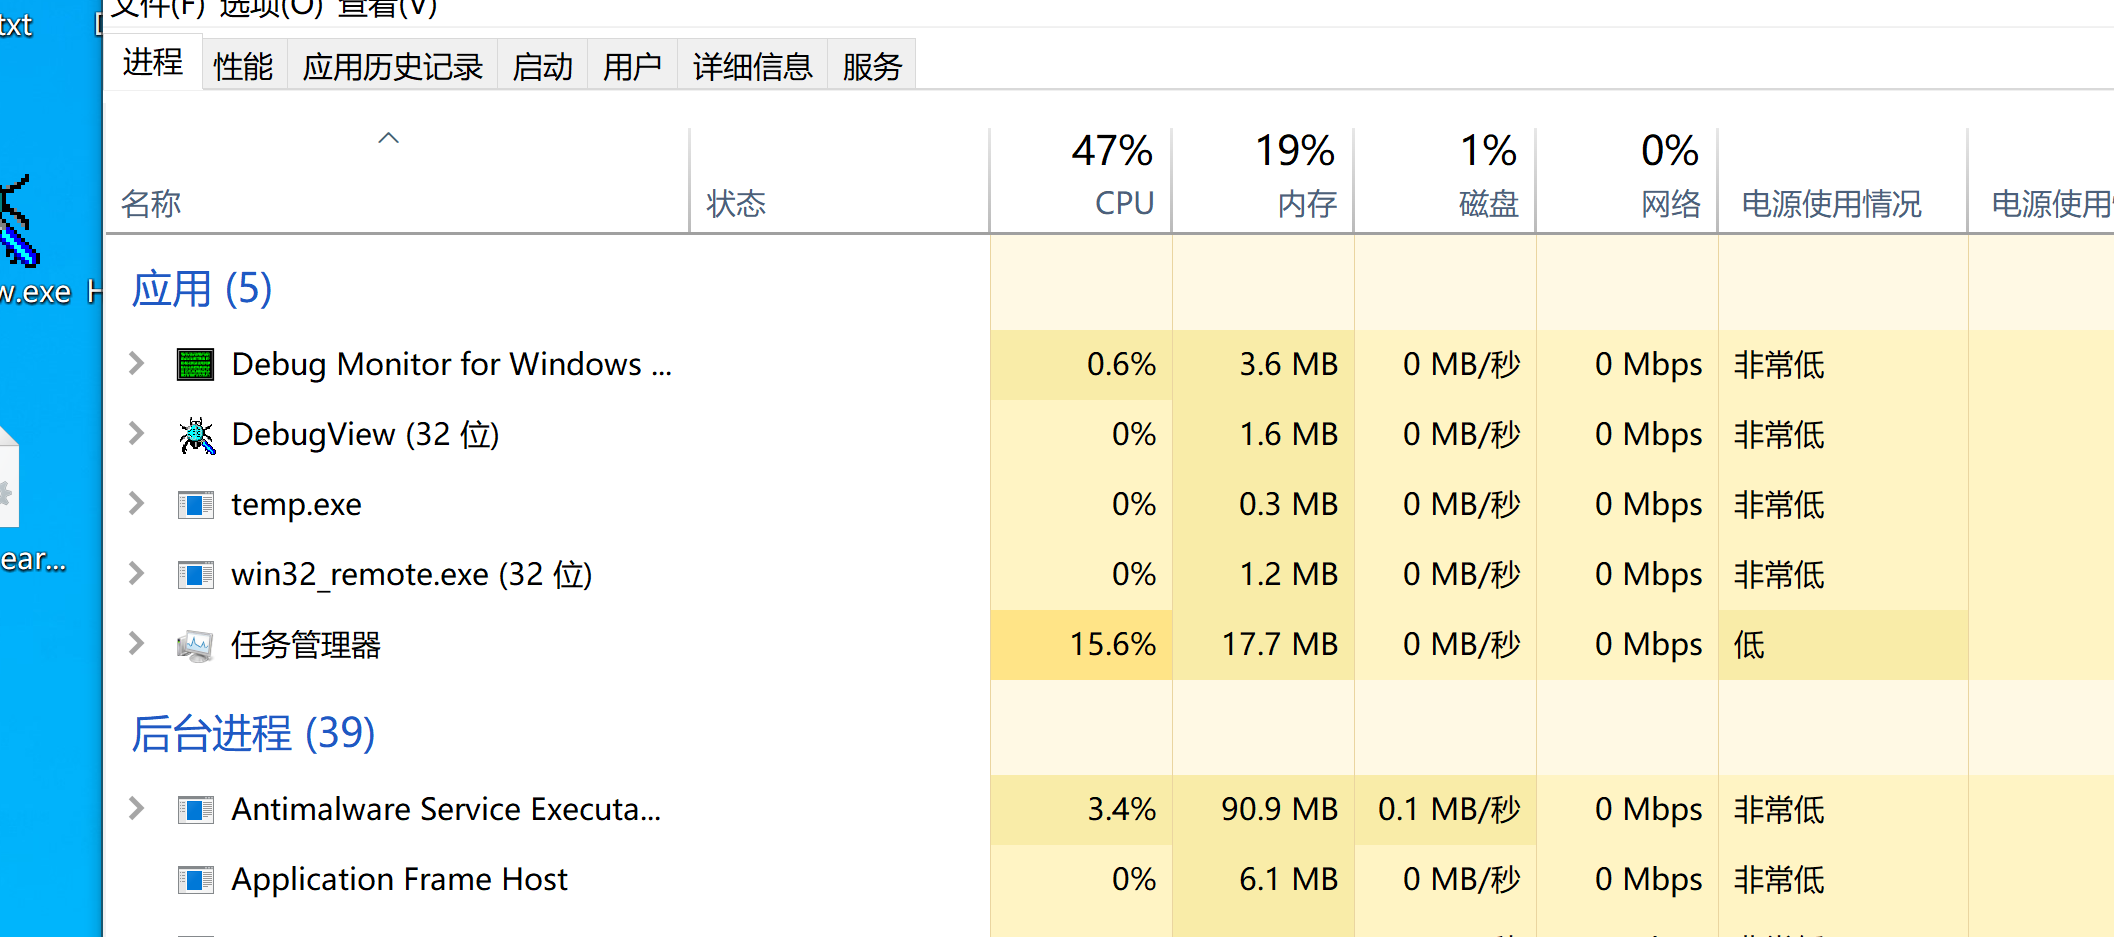 文件(F) 选项(O) 查看(V)
txt
进程 性能 应用历史记录 启动 用户 详细信息 服务
47% 19% 1% 0%
名称 状态 CPU 内存 磁盘 网络 电源使用情况 电源使用
w.exe
应用 (5)
Debug Monitor for Windows ... 0.6% 3.6 MB 0 MB/秒 0 Mbps 非常低
DebugView (32 位) 0% 1.6 MB 0 MB/秒 0 Mbps 非常低
temp.exe 0% 0.3 MB 0 MB/秒 0 Mbps 非常低
ear...
win32_remote.exe (32 位) 0% 1.2 MB 0 MB/秒 0 Mbps 非常低
任务管理器 15.6% 17.7 MB 0 MB/秒 0 Mbps 低
后台进程 (39)
Antimalware Service Executa... 3.4% 90.9 MB 0.1 MB/秒 0 Mbps 非常低
Application Frame Host 0% 6.1 MB 0 MB/秒 0 Mbps 非常低